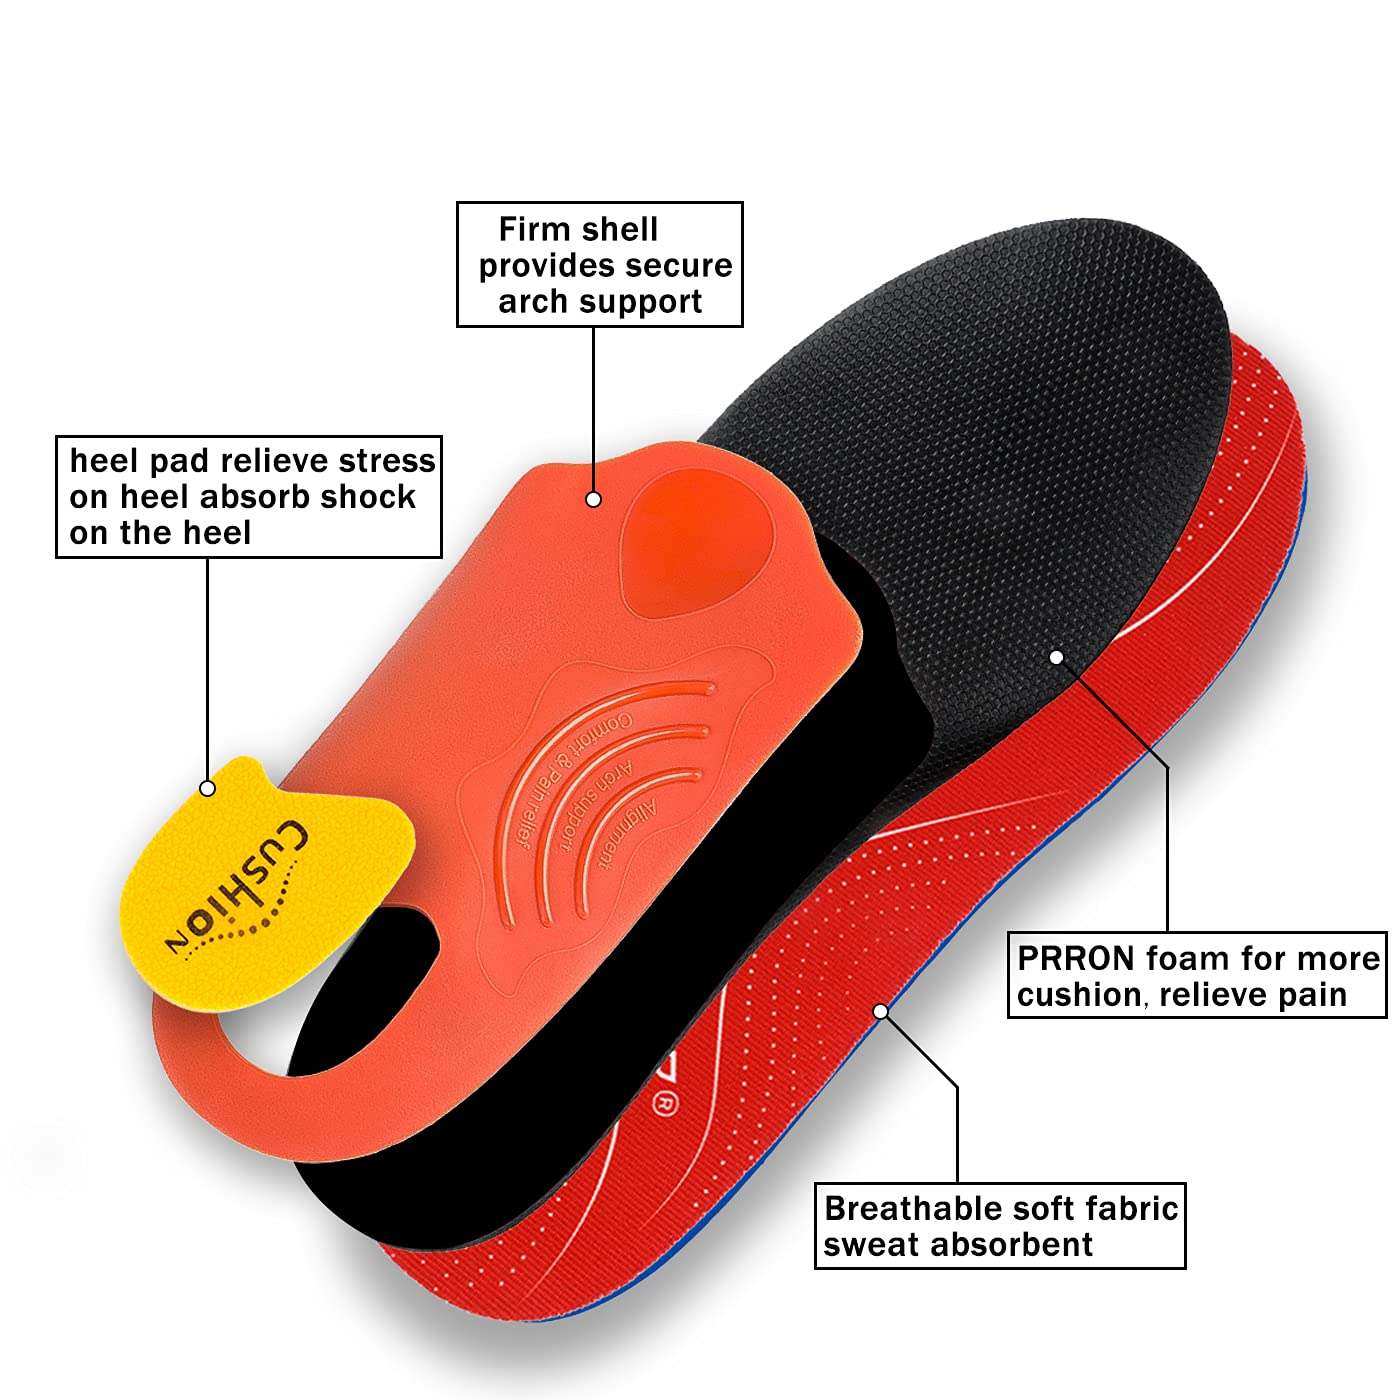 Firm shell
provides secure
arch support
heel pad relieve stress
on heel absorb shock
on the heel
Comfort & Pain relief
Arch support
Alignment
CusHioN
PRRON foam for more
cushion, relieve pain
®
Breathable soft fabric
sweat absorbent